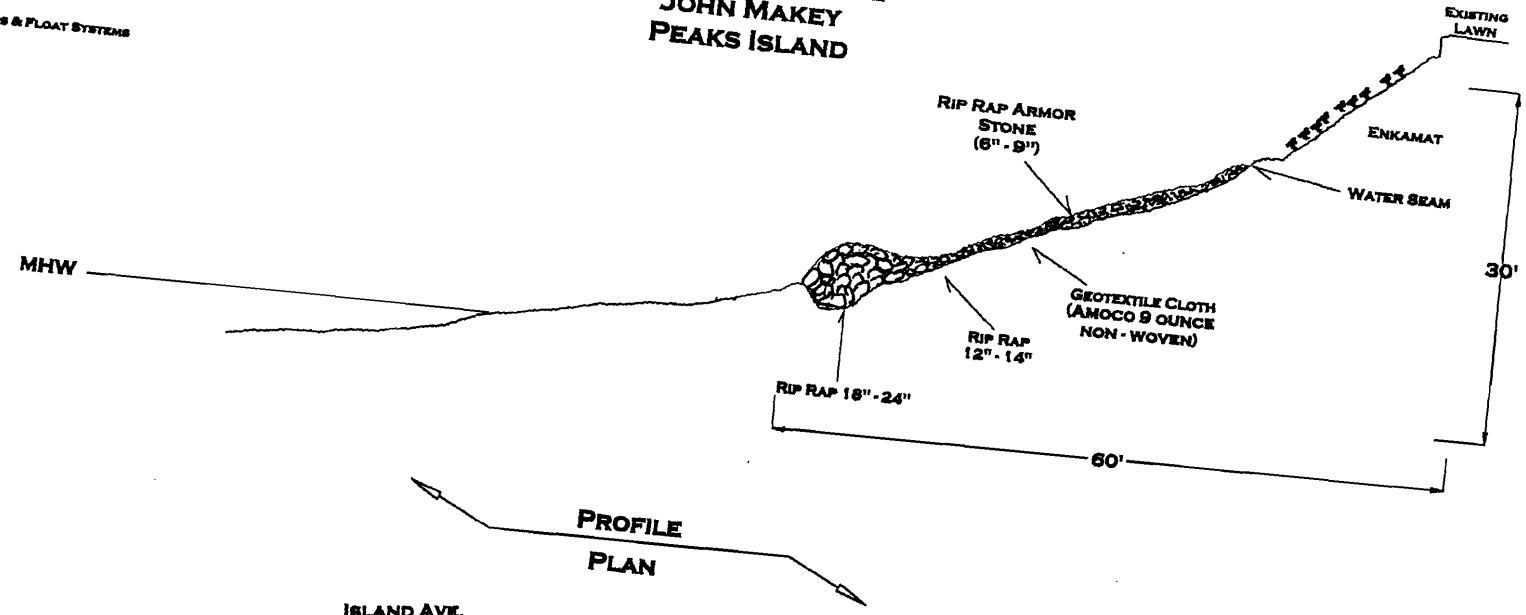 S & FLOAT SYSTEMS
JOHN MAKEY
PEAKS ISLAND
EXISTING
LAWN
RIP RAP ARMOR
STONE
(6" - 9")
ENKAMAT
WATER SEAM
MHW
30'
GEOTEXTILE CLOTH
(AMOCO 9 OUNCE
NON - WOVEN)
RIP RAP
12" - 14"
RIP RAP 18" - 24"
60'
PROFILE
PLAN
ISLAND AVE.